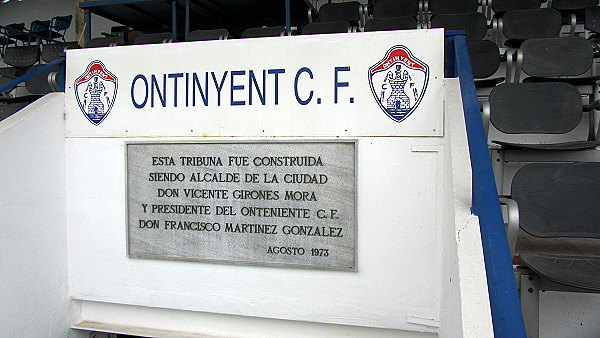 ONTINYENT C. F.
ESTA TRIBUNA FUE CONSTRUIDA
SIENDO ALCALDE DE LA CIUDAD
DON VICENTE GIRONES MORA
Y PRESIDENTE DEL ONTENIENTE C.F.
DON FRANCISCO MARTINEZ GONZALEZ
AGOSTO 1973